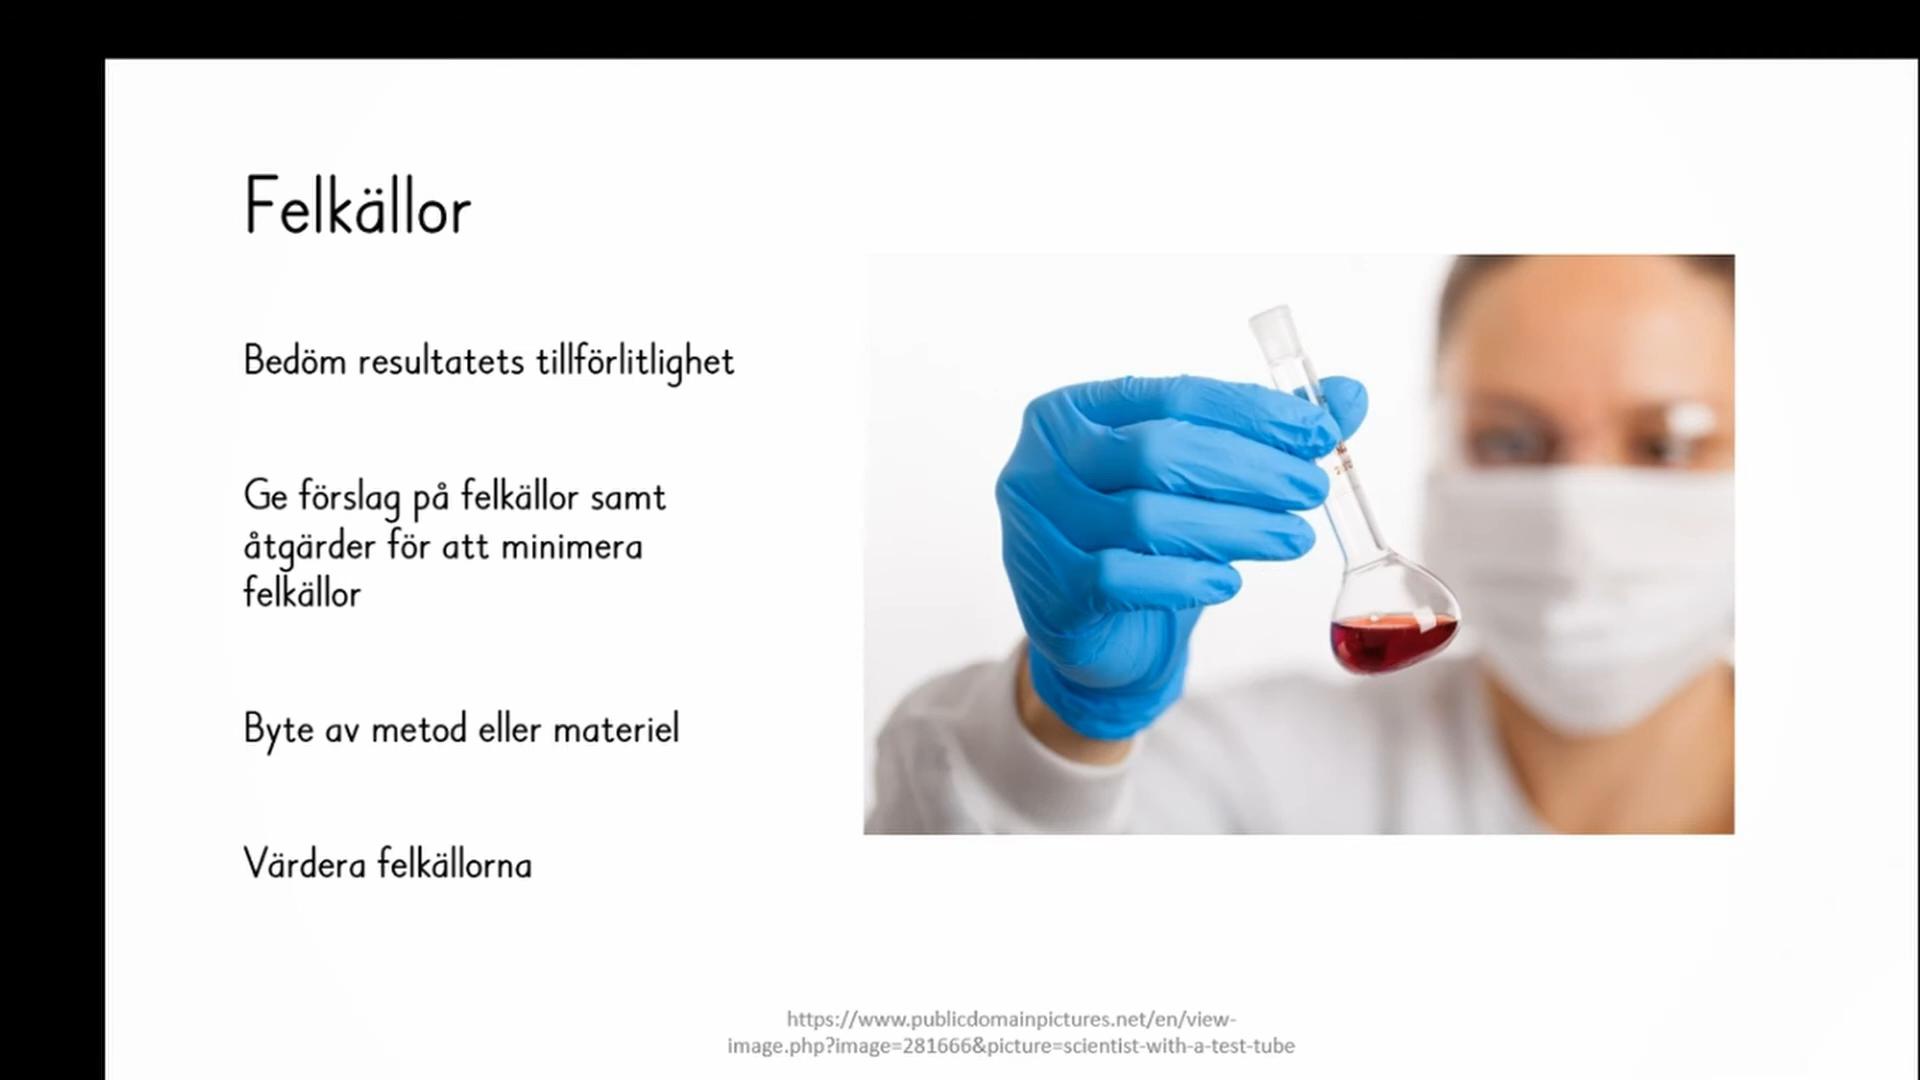 Felkällor
Bedöm resultatets tillförlitlighet
Ge förslag på felkällor samt
åtgärder för att minimera
felkällor
Byte av metod eller materiel
Värdera felkällorna
https://www.publicdomainpictures.net/en/view-
image.php?image=281666&picture=scientist-with-a-test-tube